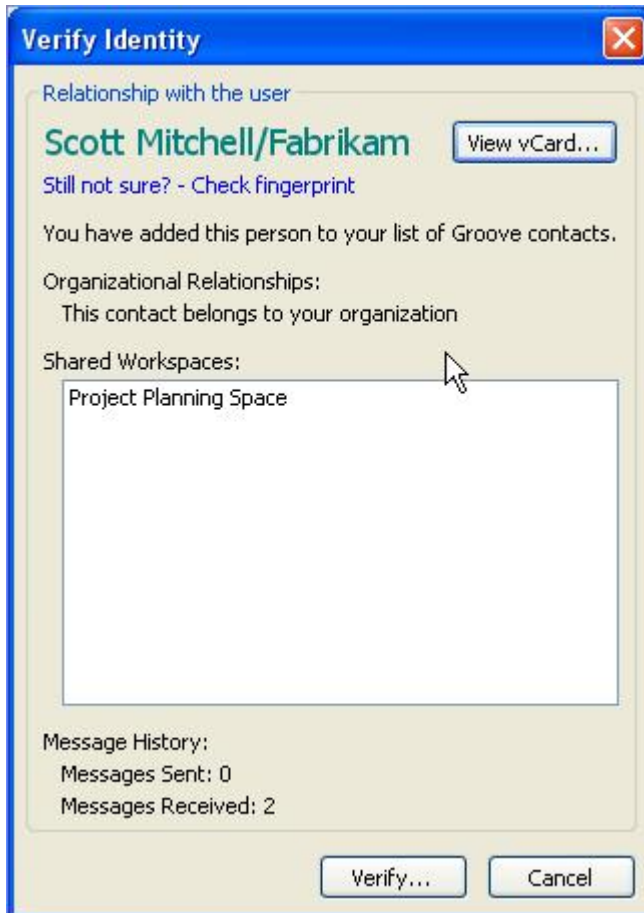 Verify Identity
Relationship with the user
Scott Mitchell/Fabrikam
View vCard...
Still not sure? - Check fingerprint
You have added this person to your list of Groove contacts.
Organizational Relationships:
This contact belongs to your organization
Shared Workspaces:
Project Planning Space
Message History:
Messages Sent: 0
Messages Received: 2
Verify...
Cancel